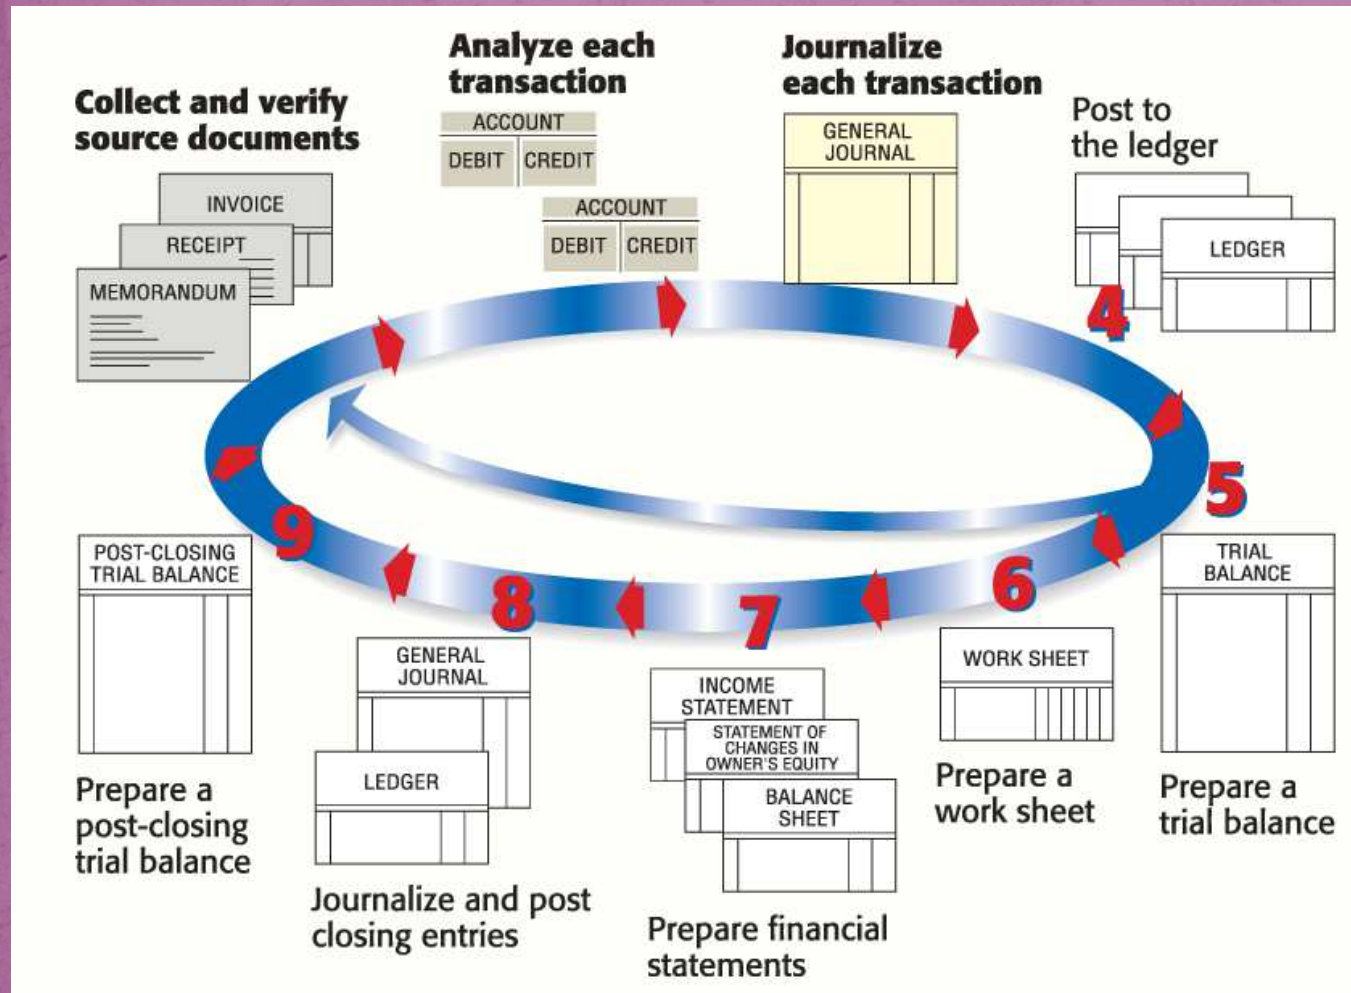 Collect and verify
source documents
INVOICE
RECEIPT
MEMORANDUM
Analyze each
transaction
ACCOUNT
DEBIT CREDIT
ACCOUNT
DEBIT CREDIT
Journalize
each transaction
GENERAL
JOURNAL
Post to
the ledger
LEDGER
4
5
TRIAL
BALANCE
Prepare a
trial balance
6
WORK SHEET
Prepare a
work sheet
7
INCOME
STATEMENT
STATEMENT OF
CHANGES IN
OWNER'S EQUITY
BALANCE
SHEET
Prepare financial
statements
8
GENERAL
JOURNAL
LEDGER
Journalize and post
closing entries
9
POST-CLOSING
TRIAL BALANCE
Prepare a
post-closing
trial balance